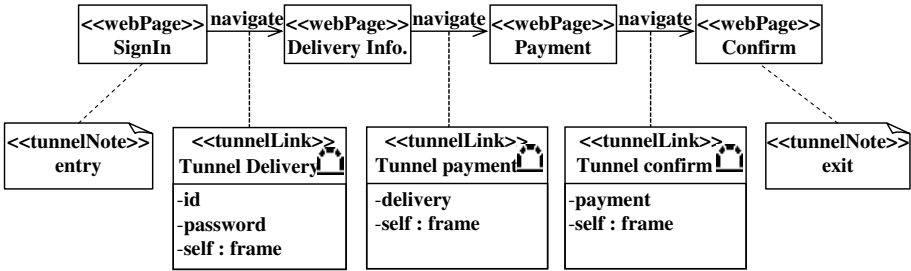 <<webPage>>
SignIn
navigate
<<webPage>>
Delivery Info.
navigate
<<webPage>>
Payment
navigate
<<webPage>>
Confirm
<<tunnelNote>>
entry
<<tunnelLink>>
Tunnel Delivery
-id
-password
-self : frame
<<tunnelLink>>
Tunnel payment
-delivery
-self : frame
<<tunnelLink>>
Tunnel confirm
-payment
-self : frame
<<tunnelNote>>
exit